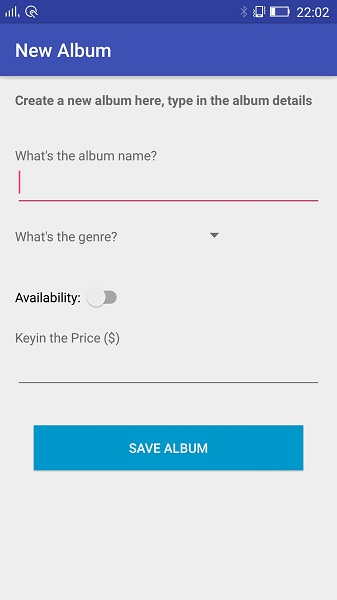 22:02
New Album
Create a new album here, type in the album details
What's the album name?
What's the genre?
Availability:
Keyin the Price ($)
SAVE ALBUM